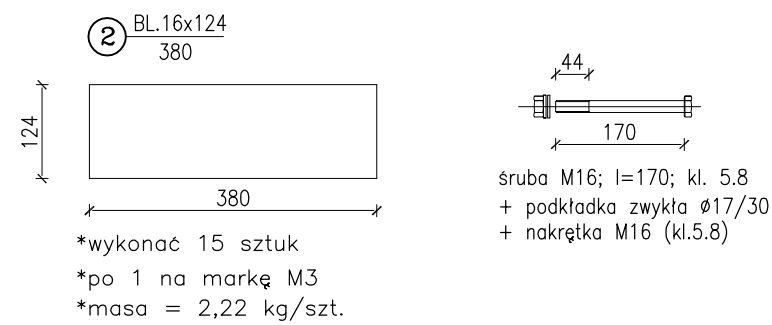 2 BL.16x124
380
124
380
*wykonać 15 sztuk
*po 1 na markę M3
*masa = 2,22 kg/szt.
44
170
śruba M16; l=170; kl. 5.8
+ podkładka zwykła ø17/30
+ nakrętka M16 (kl.5.8)